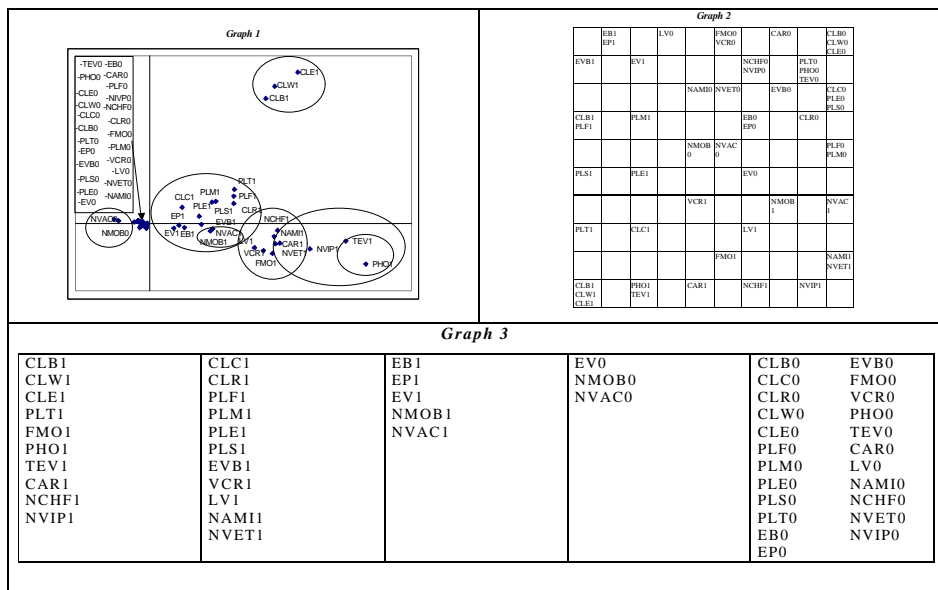 Graph 1
-TEV0 -EB0
-PHO0 -CAR0
-PLF0
-CLE0
-NIVP0
-CLW0 -NCHF0
-CLC0
-CLR0
-CLB0
-FMO0
-PLT0
-PLM0
-EP0
-VCR0
-EVB0
-LV0
-PLS0
-NVET0
-PLE0
-NAMI0
-EV0
CLE1
CLW1
CLB1
PLT1
PLM1
PLF1
CLC1
PLE1
PLS1
CLR1
EP1
EVB1
NCHF1
NVAC0
NVAC1
NAMI1
EV1 EB1
NMOB0
NMOB1
LV1
CAR1
TEV1
VCR1
NVET1
NVIP1
FMO1
PHO1
Graph 2
EB1 LV0 FMO0 CAR0 CLB0
EP1 VCR0 CLW0
CLE0
EVB1 EV1 NCHF0 PLT0
NVIP0 PHO0
TEV0
NAMI0 NVET0 EVB0 CLC0
PLE0
PLS0
CLB1 PLM1 EB0 CLR0
PLF1 EP0
NMOB NVAC PLF0
0 0 PLM0
PLS1 PLE1 EV0
VCR1 NMOB NVAC
1 1
PLT1 CLC1 LV1
FMO1 NAMI1
NVET1
CLB1 PHO1 CAR1 NCHF1 NVIP1
CLW1 TEV1
CLE1
Graph 3
CLB1 CLC1 EB1 EV0 CLB0 EVB0
CLW1 CLR1 EP1 NMOB0 CLC0 FMO0
CLE1 PLF1 EV1 NVAC0 CLR0 VCR0
PLT1 PLM1 NMOB1 CLW0 PHO0
FMO1 PLE1 NVAC1 CLE0 TEV0
PHO1 PLS1 PLF0 CAR0
TEV1 EVB1 PLM0 LV0
CAR1 VCR1 PLE0 NAMI0
NCHF1 LV1 PLS0 NCHF0
NVIP1 NAMI1 PLT0 NVET0
NVET1 EB0 NVIP0
EP0